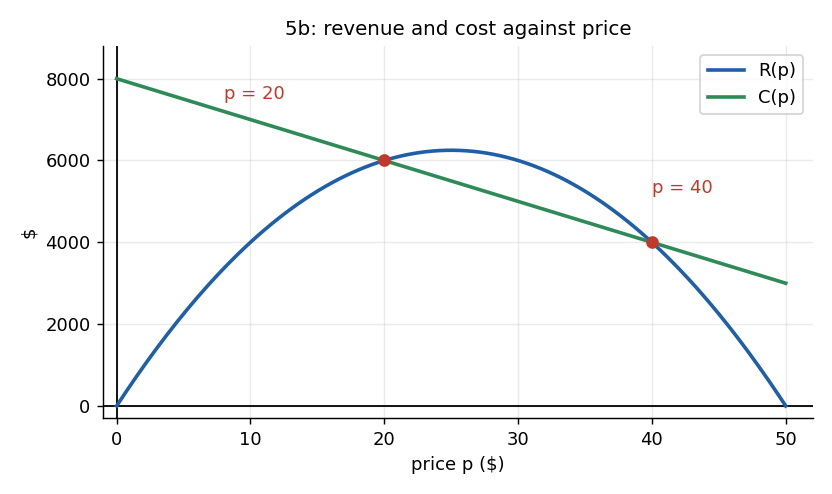 5b: revenue and cost against price
R(p)
C(p)
p = 20
p = 40
8000
6000
4000
2000
0
$
0 10 20 30 40 50
price p ($)